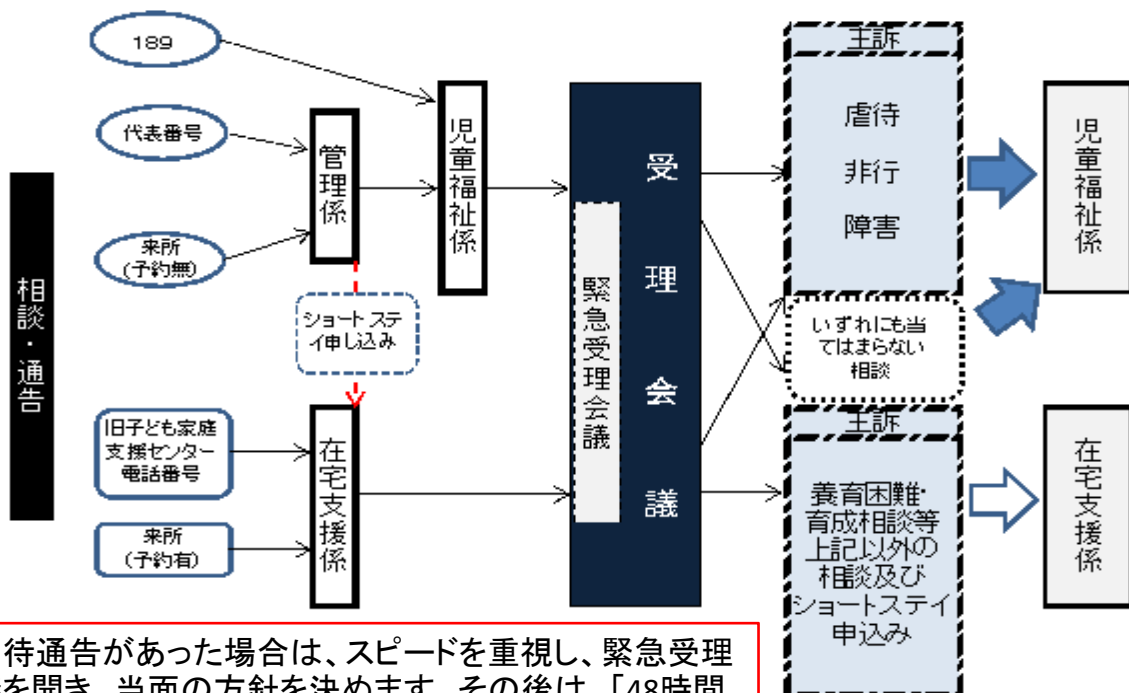 相談・通告
189
代表番号
来所
(予約無)
管理係
児童福祉係
ショートステ
イ申し込み
旧子ども家庭
支援センター
電話番号
来所
(予約有)
在宅支援係
受理会議
緊急受理会議
主訴
虐待
非行
障害
いずれにも当
てはまらない
相談
主訴
養育困難・
育成相談等
上記以外の
相談及び
ショートステイ
申込み
児童福祉係
在宅支援係
待通告があった場合は、スピードを重視し、緊急受理
を開き、当面の方針を決めます。その後は、「48時間